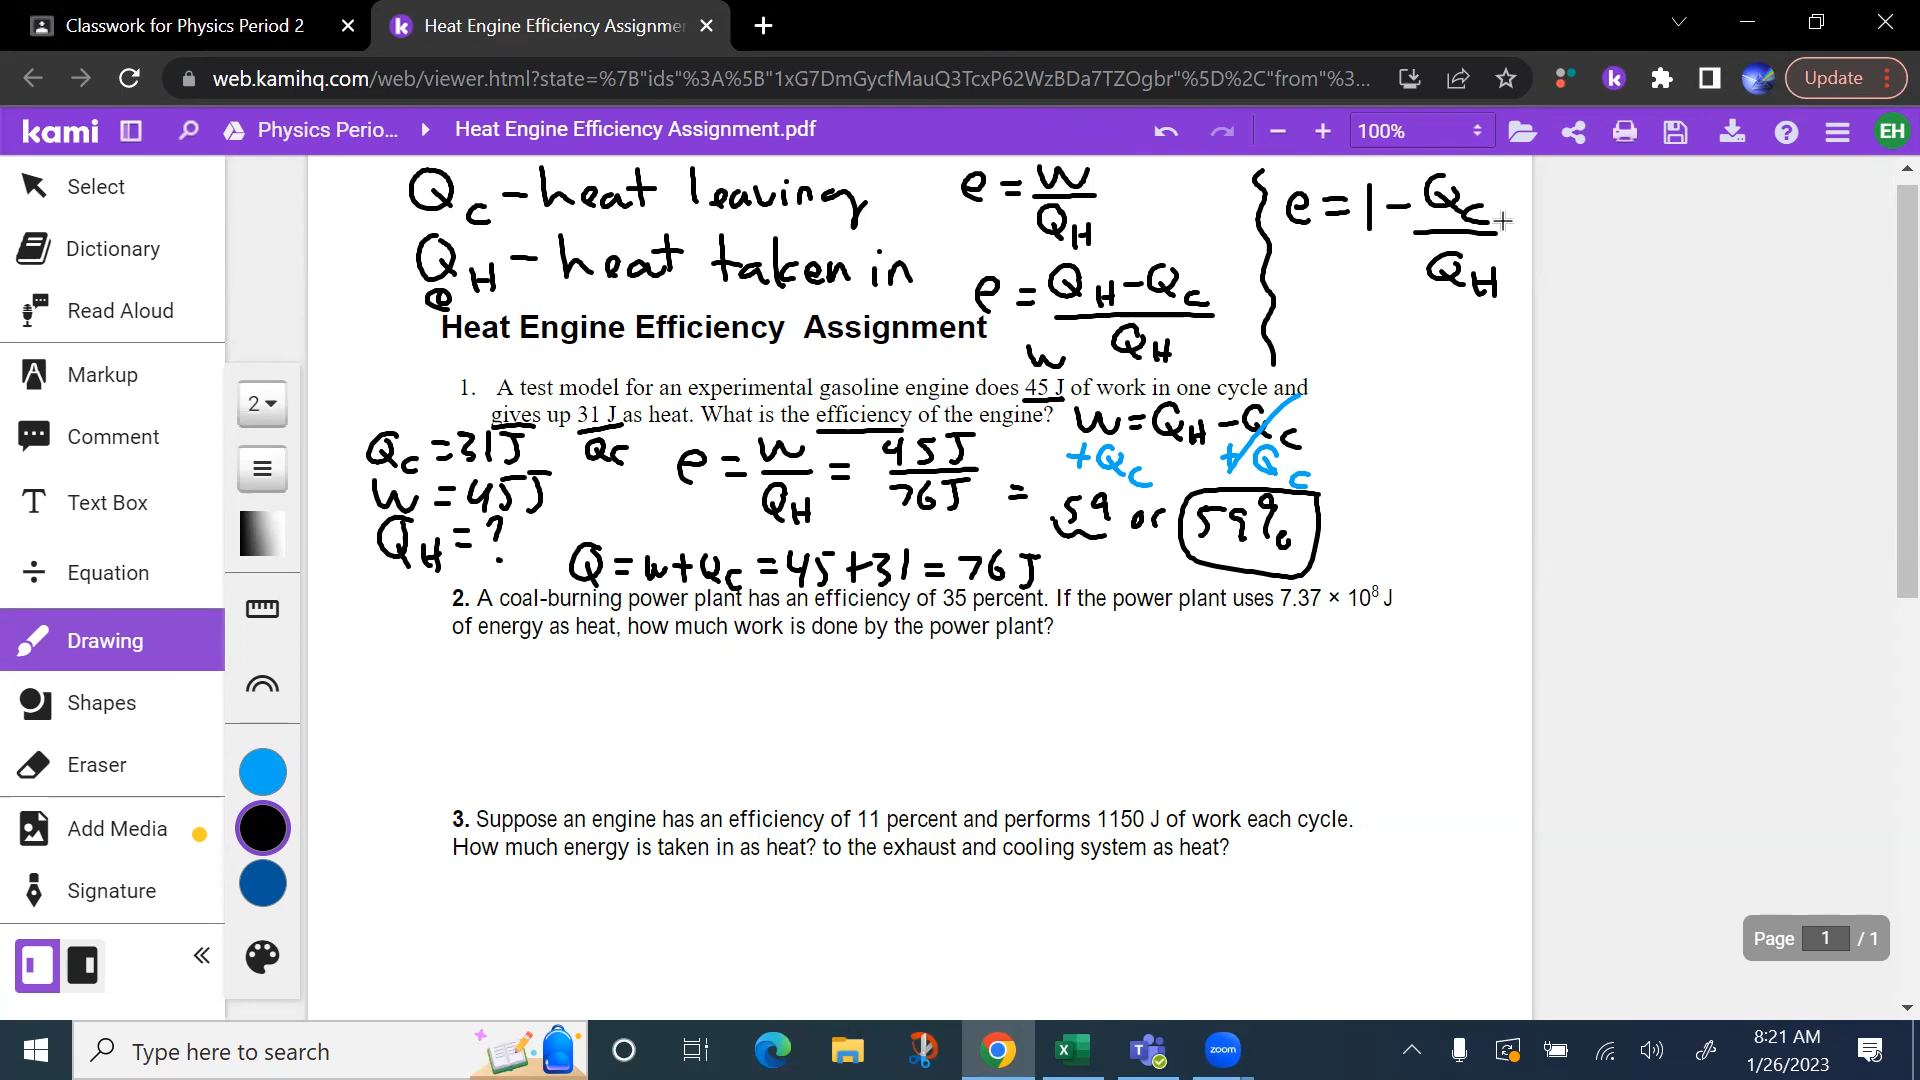 Classwork for Physics Period 2
Heat Engine Efficiency Assignme
web.kamihq.com/web/viewer.html?state=%7B"ids"%3A%5B"1xG7DmGycfMauQ3TcxP62WzBDa7TZOgbr"%5D%2C"from"%3...
Update
kami
Physics Perio...
Heat Engine Efficiency Assignment.pdf
100%
EH
Select
Dictionary
Read Aloud
Markup
Comment
Text Box
Equation
Drawing
Shapes
Eraser
Add Media
Signature
2
Qc - heat leaving
QH - heat taken in
e = W/QH
e = QH - Qc/QH
e = 1 - Qc/QH
Heat Engine Efficiency Assignment
W
1. A test model for an experimental gasoline engine does 45 J of work in one cycle and
gives up 31 J as heat. What is the efficiency of the engine?
W = QH - Qc
+Qc +Qc
Qc = 31J
Qc
W = 45J
QH = ?
e = W/QH = 45J/76J = .59 or 59%
Q = W + Qc = 45 + 31 = 76 J
2. A coal-burning power plant has an efficiency of 35 percent. If the power plant uses 7.37 × 10⁸ J
of energy as heat, how much work is done by the power plant?
3. Suppose an engine has an efficiency of 11 percent and performs 1150 J of work each cycle.
How much energy is taken in as heat? to the exhaust and cooling system as heat?
Page 1 / 1
Type here to search
zoom
8:21 AM
1/26/2023